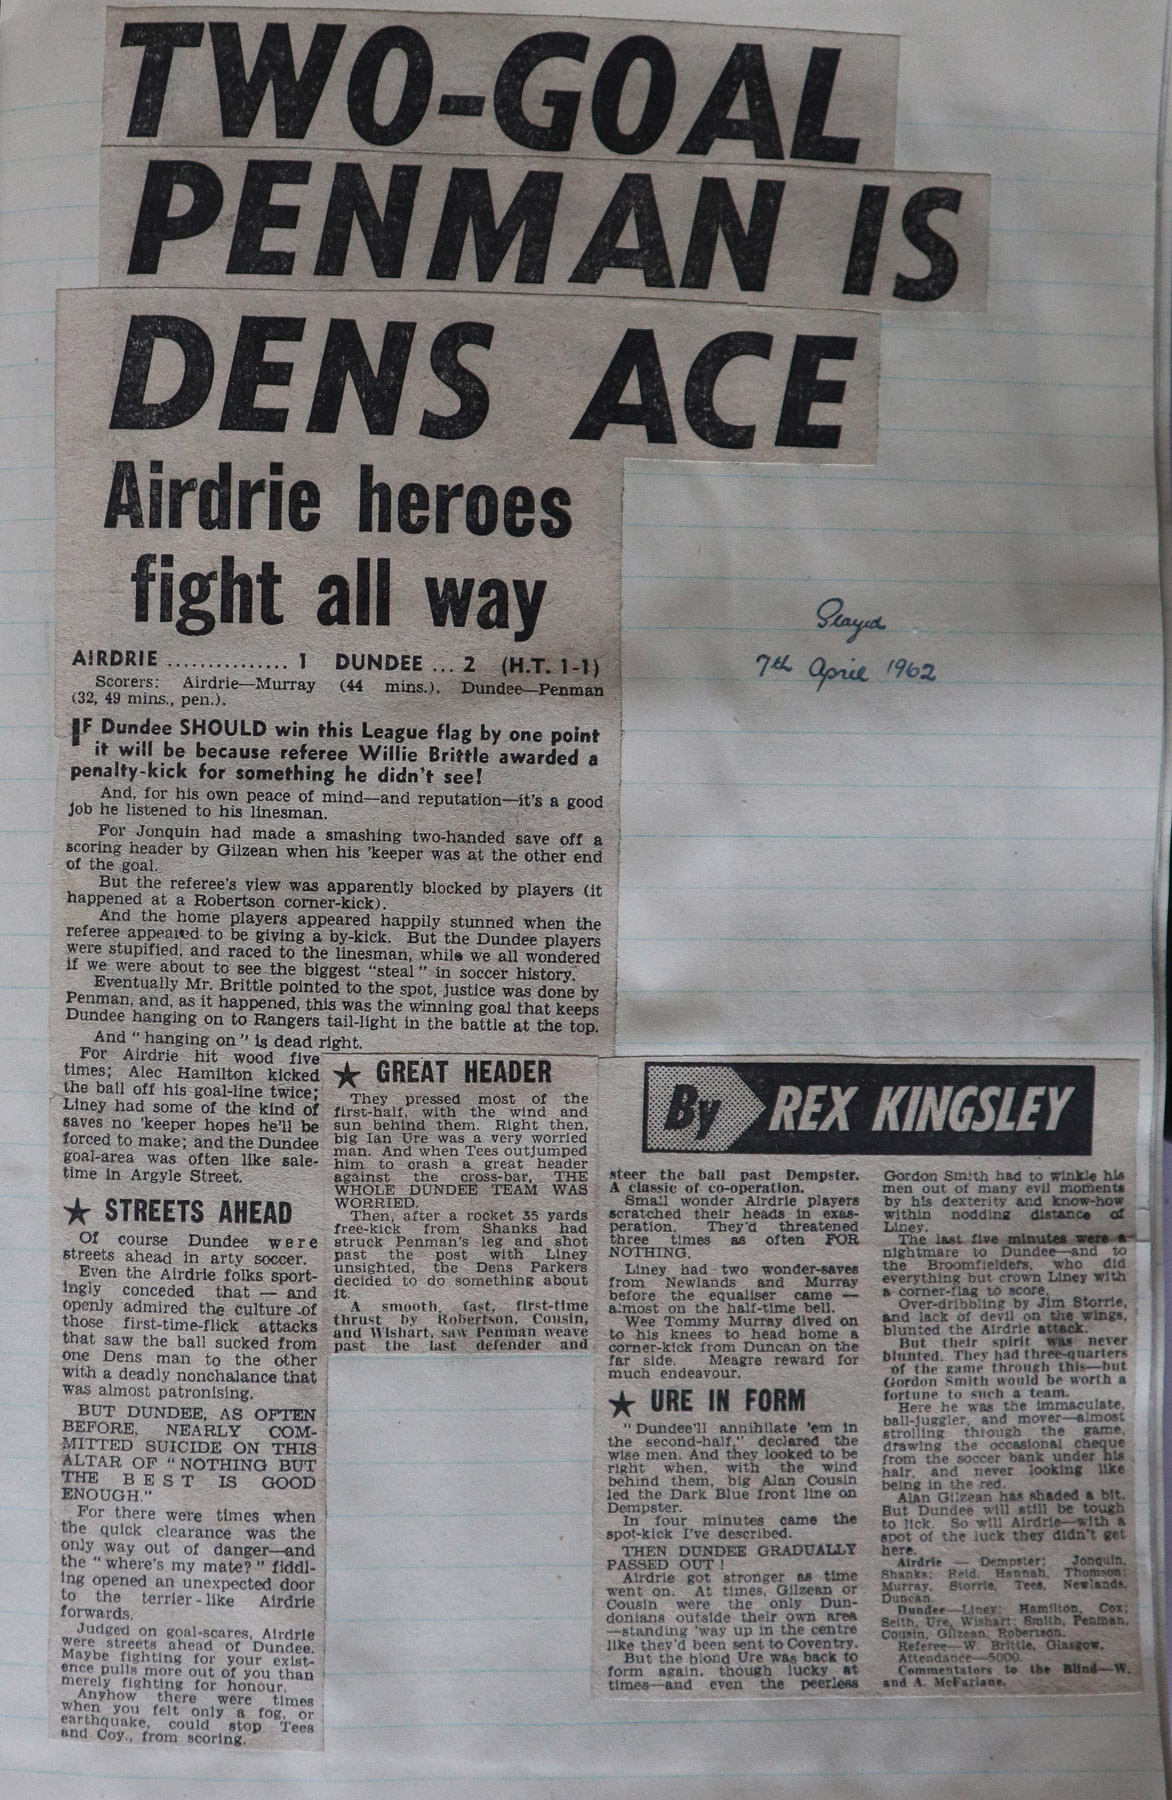 TWO-GOAL
PENMAN IS
DENS ACE
Airdrie heroes
fight all way
AIRDRIE .............. 1 DUNDEE ... 2 (H.T. 1-1)
Scorers: Airdrie—Murray (44 mins.). Dundee—Penman
(32, 49 mins., pen.).
IF Dundee SHOULD win this League flag by one point
it will be because referee Willie Brittle awarded a
penalty-kick for something he didn't see!
And, for his own peace of mind—and reputation—it's a good
job he listened to his linesman.
For Jonquin had made a smashing two-handed save off a
scoring header by Gilzean when his 'keeper was at the other end
of the goal.
But the referee's view was apparently blocked by players (it
happened at a Robertson corner-kick).
And the home players appeared happily stunned when the
referee appeared to be giving a by-kick. But the Dundee players
were stupified, and raced to the linesman, while we all wondered
if we were about to see the biggest "steal" in soccer history.
Eventually Mr. Brittle pointed to the spot, justice was done by
Penman, and, as it happened, this was the winning goal that keeps
Dundee hanging on to Rangers tail-light in the battle at the top.
And "hanging on" is dead right.
For Airdrie hit wood five
times; Alec Hamilton kicked
the ball off his goal-line twice;
Liney had some of the kind of
saves no 'keeper hopes he'll be
forced to make; and the Dundee
goal-area was often like sale-
time in Argyle Street.
★ STREETS AHEAD
Of course Dundee were
streets ahead in arty soccer.
Even the Airdrie folks sport-
ingly conceded that — and
openly admired the culture of
those first-time-flick attacks
that saw the ball sucked from
one Dens man to the other
with a deadly nonchalance that
was almost patronising.
BUT DUNDEE, AS OFTEN
BEFORE, NEARLY COM-
MITTED SUICIDE ON THIS
ALTAR OF "NOTHING BUT
THE BEST IS GOOD
ENOUGH."
For there were times when
the quick clearance was the
only way out of danger—and
the "where's my mate?" fiddl-
ing opened an unexpected door
to the terrier-like Airdrie
forwards.
Judged on goal-scares, Airdrie
were streets ahead of Dundee.
Maybe fighting for your exist-
ence pulls more out of you than
merely fighting for honour.
Anyhow there were times
when you felt only a fog, or
earthquake, could stop Tees
and Coy., from scoring.
★ GREAT HEADER
They pressed most of the
first-half, with the wind and
sun behind them. Right then,
big Ian Ure was a very worried
man. And when Tees outjumped
him to crash a great header
against the cross-bar, THE
WHOLE DUNDEE TEAM WAS
WORRIED.
Then, after a rocket 35 yards
free-kick from Shanks had
struck Penman's leg and shot
past the post with Liney
unsighted, the Dens Parkers
decided to do something about
it.
A smooth, fast, first-time
thrust by Robertson, Cousin,
and Wishart, saw Penman weave
past the last defender and
Played
7th April 1962
By REX KINGSLEY
steer the ball past Dempster.
A classic of co-operation.
Small wonder Airdrie players
scratched their heads in exas-
peration. They'd threatened
three times as often FOR
NOTHING.
Liney had two wonder-saves
from Newlands and Murray
before the equaliser came —
almost on the half-time bell.
Wee Tommy Murray dived on
to his knees to head home a
corner-kick from Duncan on the
far side. Meagre reward for
much endeavour.
★ URE IN FORM
"Dundee'll annihilate 'em in
the second-half," declared the
wise men. And they looked to be
right when, with the wind
behind them, big Alan Cousin
led the Dark Blue front line on
Dempster.
In four minutes came the
spot-kick I've described.
THEN DUNDEE GRADUALLY
PASSED OUT!
Airdrie got stronger as time
went on. At times, Gilzean or
Cousin were the only Dun-
donians outside their own area
—standing 'way up in the centre
like they'd been sent to Coventry.
But the blond Ure was back to
form again, though lucky at
times—and even the peerless
Gordon Smith had to winkle his
men out of many evil moments
by his dexterity and know-how
within nodding distance of
Liney.
The last five minutes were a
nightmare to Dundee—and to
the Broomfielders, who did
everything but crown Liney with
a corner-flag to score.
Over-dribbling by Jim Storrie,
and lack of devil on the wings,
blunted the Airdrie attack.
But their spirit was never
blunted. They had three-quarters
of the game through this—but
Gordon Smith would be worth a
fortune to such a team.
Here he was the immaculate,
ball-juggler, and mover—almost
strolling through the game,
drawing the occasional cheque
from the soccer bank under his
hair, and never looking like
being in the red.
Alan Gilzean has shaded a bit.
But Dundee will still be tough
to lick. So will Airdrie—with a
spot of the luck they didn't get
here.
Airdrie — Dempster; Jonquin,
Shanks; Reid, Hannah, Thomson;
Murray, Storrie, Tees, Newlands,
Duncan.
Dundee—Liney; Hamilton, Cox;
Seith, Ure, Wishart; Smith, Penman,
Cousin, Gilzean, Robertson.
Referee—W. Brittle, Glasgow.
Attendance—5000.
Commentators to the Blind—W.
and A. McFarlane.